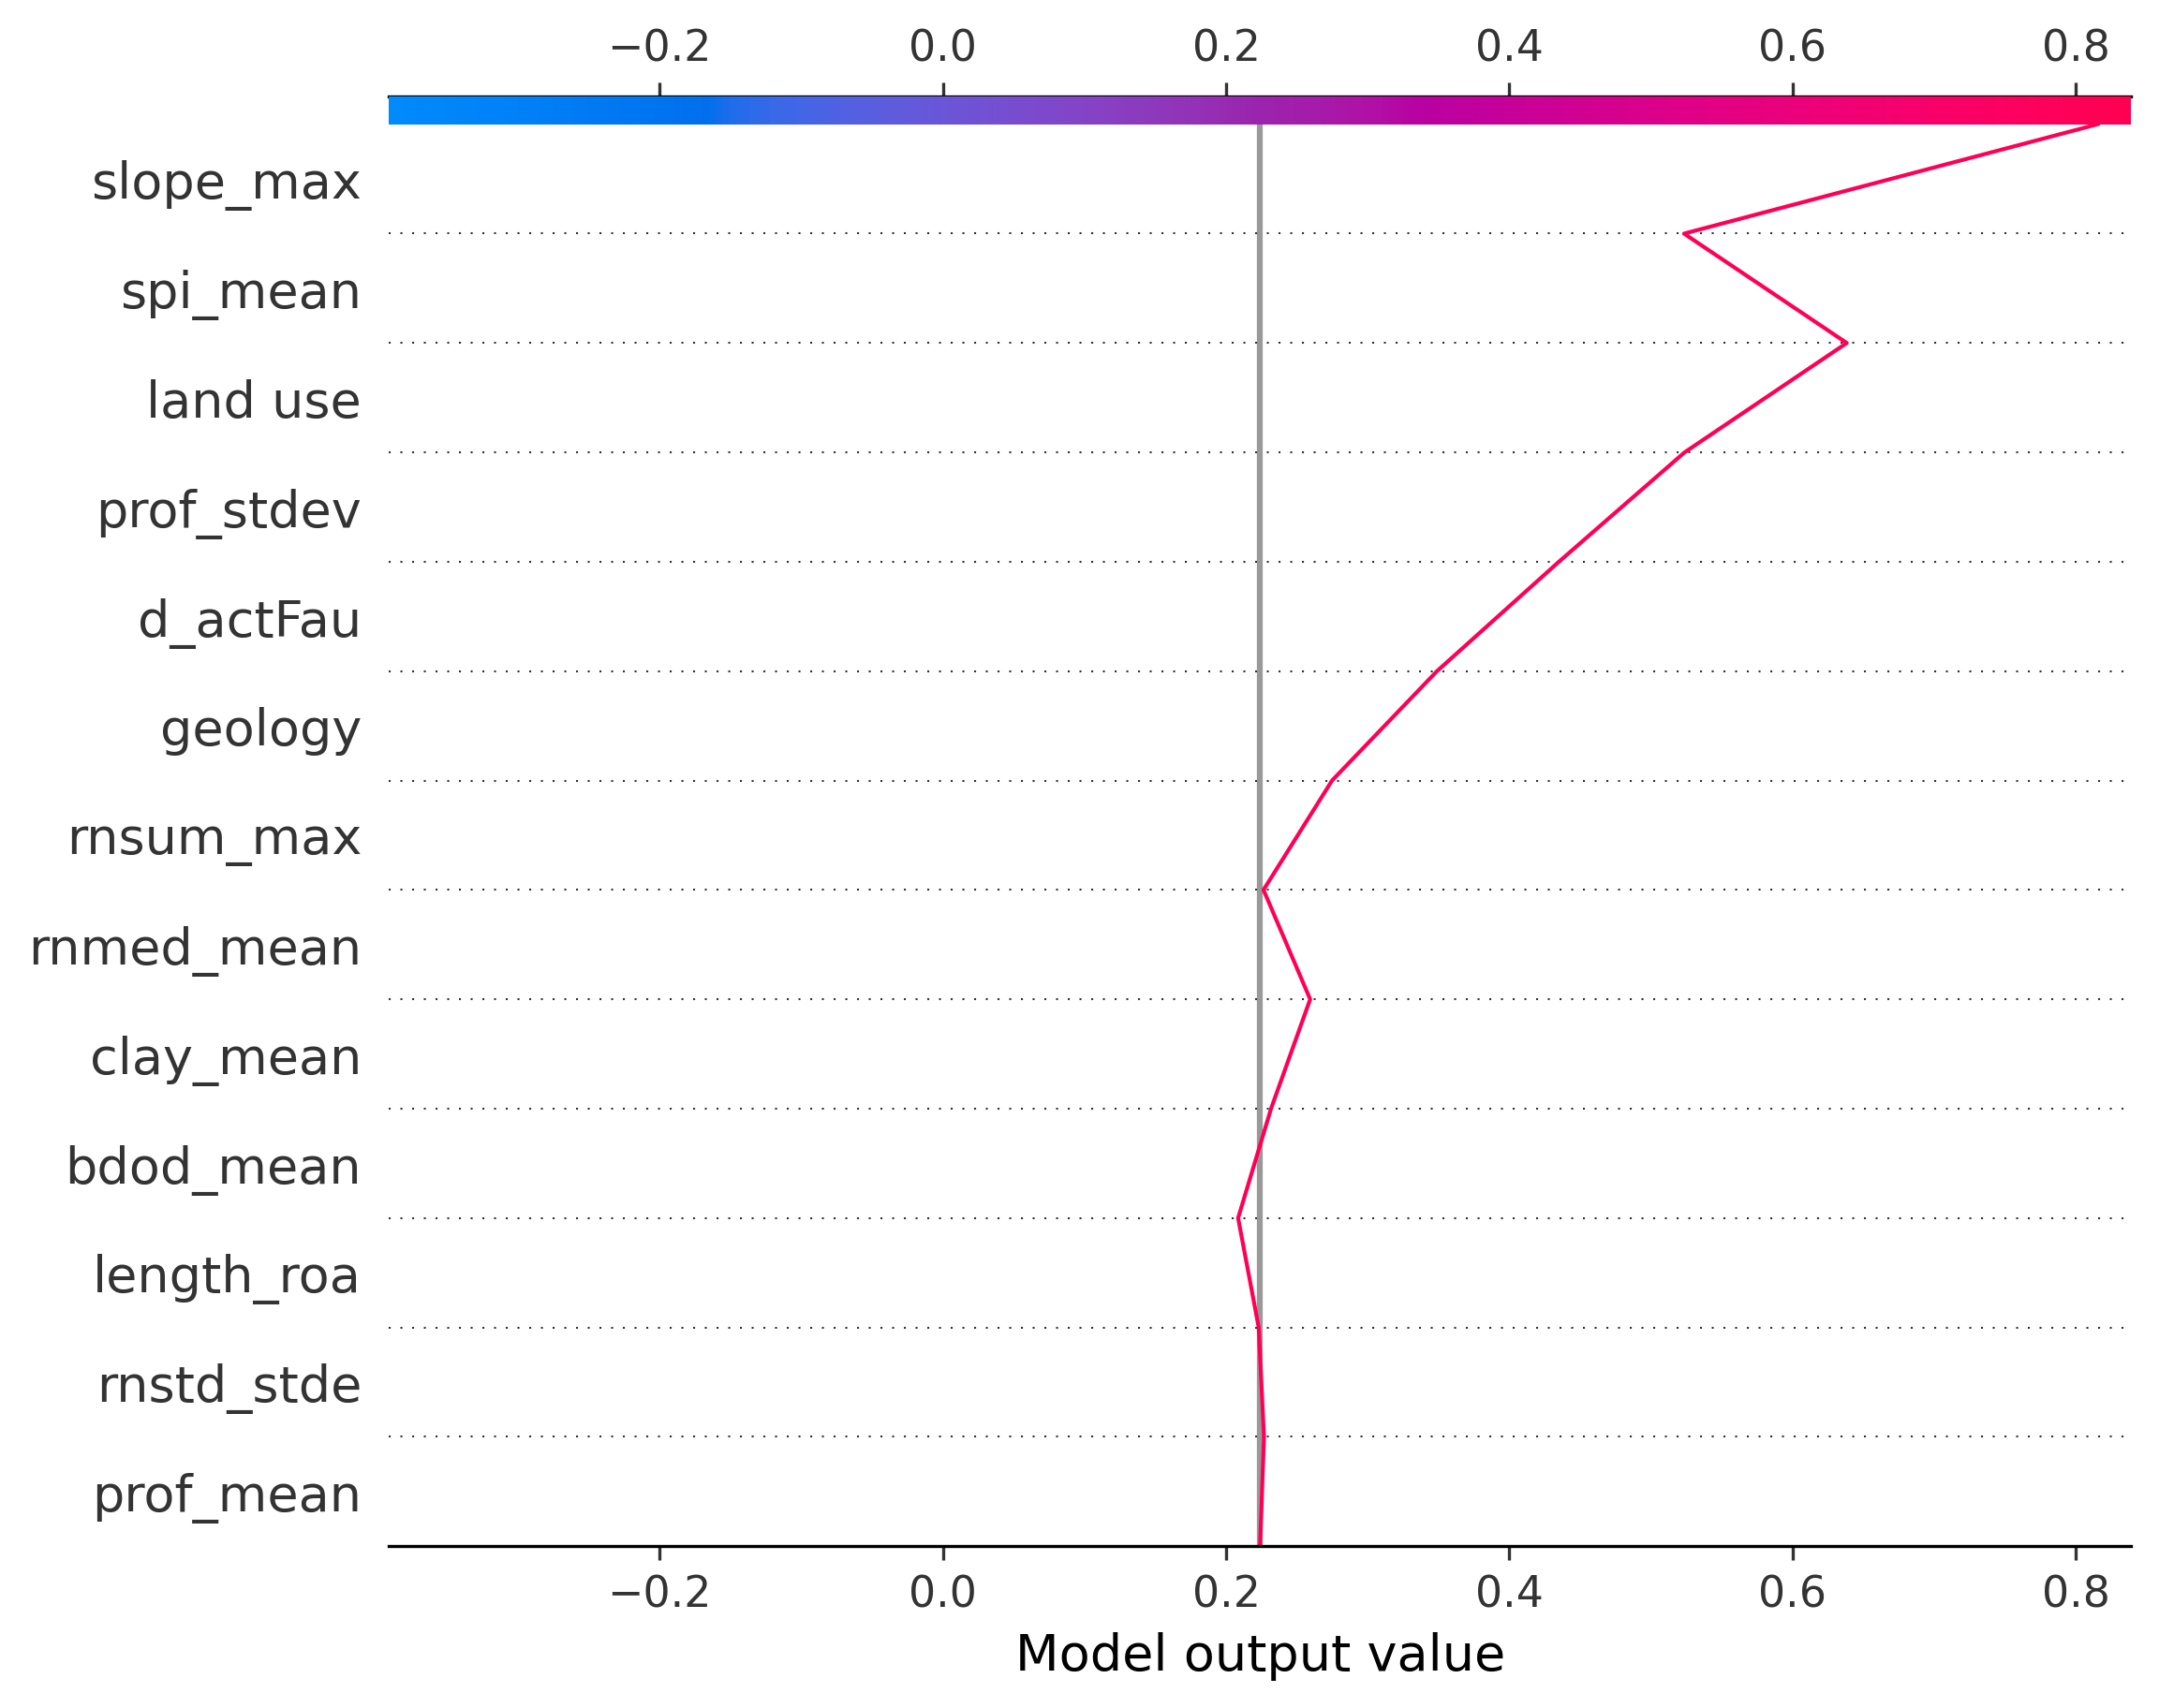 −0.2 0.0 0.2 0.4 0.6 0.8
slope_max
spi_mean
land use
prof_stdev
d_actFau
geology
rnsum_max
rnmed_mean
clay_mean
bdod_mean
length_roa
rnstd_stde
prof_mean
−0.2 0.0 0.2 0.4 0.6 0.8
Model output value